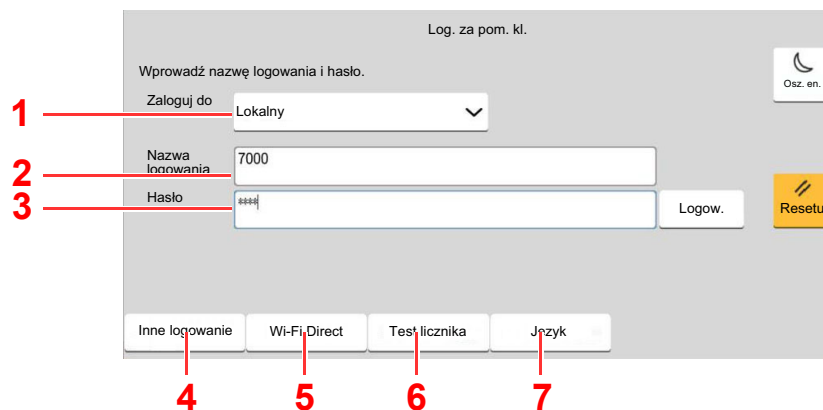 Log. za pom. kl.
Wprowadź nazwę logowania i hasło.
Osz. en.
Zaloguj do
1
Lokalny
Nazwa
logowania
2
7000
Hasło
3
****
Logow.
Resetu
Inne logowanie
Wi-Fi Direct
Test licznika
Język
4
5
6
7